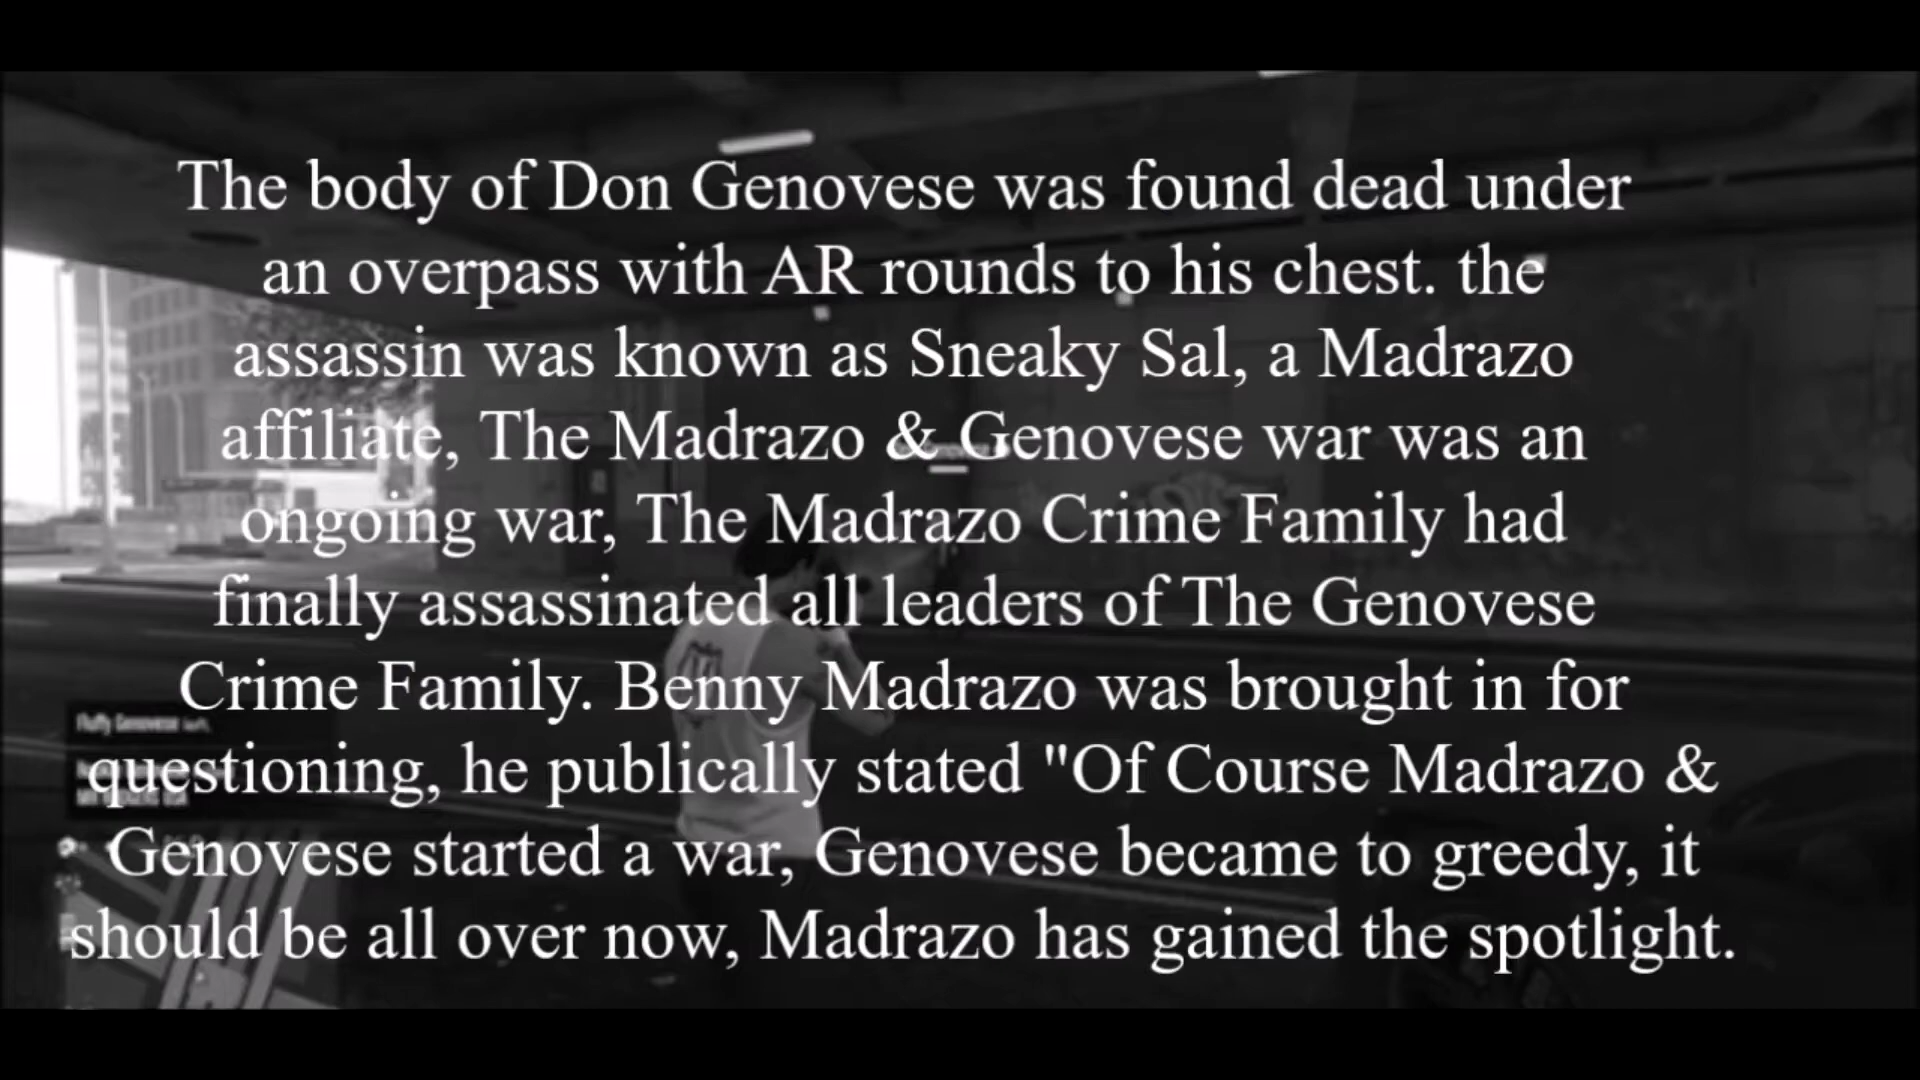 The body of Don Genovese was found dead under
an overpass with AR rounds to his chest. the
assassin was known as Sneaky Sal, a Madrazo
affiliate, The Madrazo & Genovese war was an
ongoing war, The Madrazo Crime Family had
finally assassinated all leaders of The Genovese
Crime Family. Benny Madrazo was brought in for
questioning, he publically stated "Of Course Madrazo &
Genovese started a war, Genovese became to greedy, it
should be all over now, Madrazo has gained the spotlight.
Fluffy Genovese left.